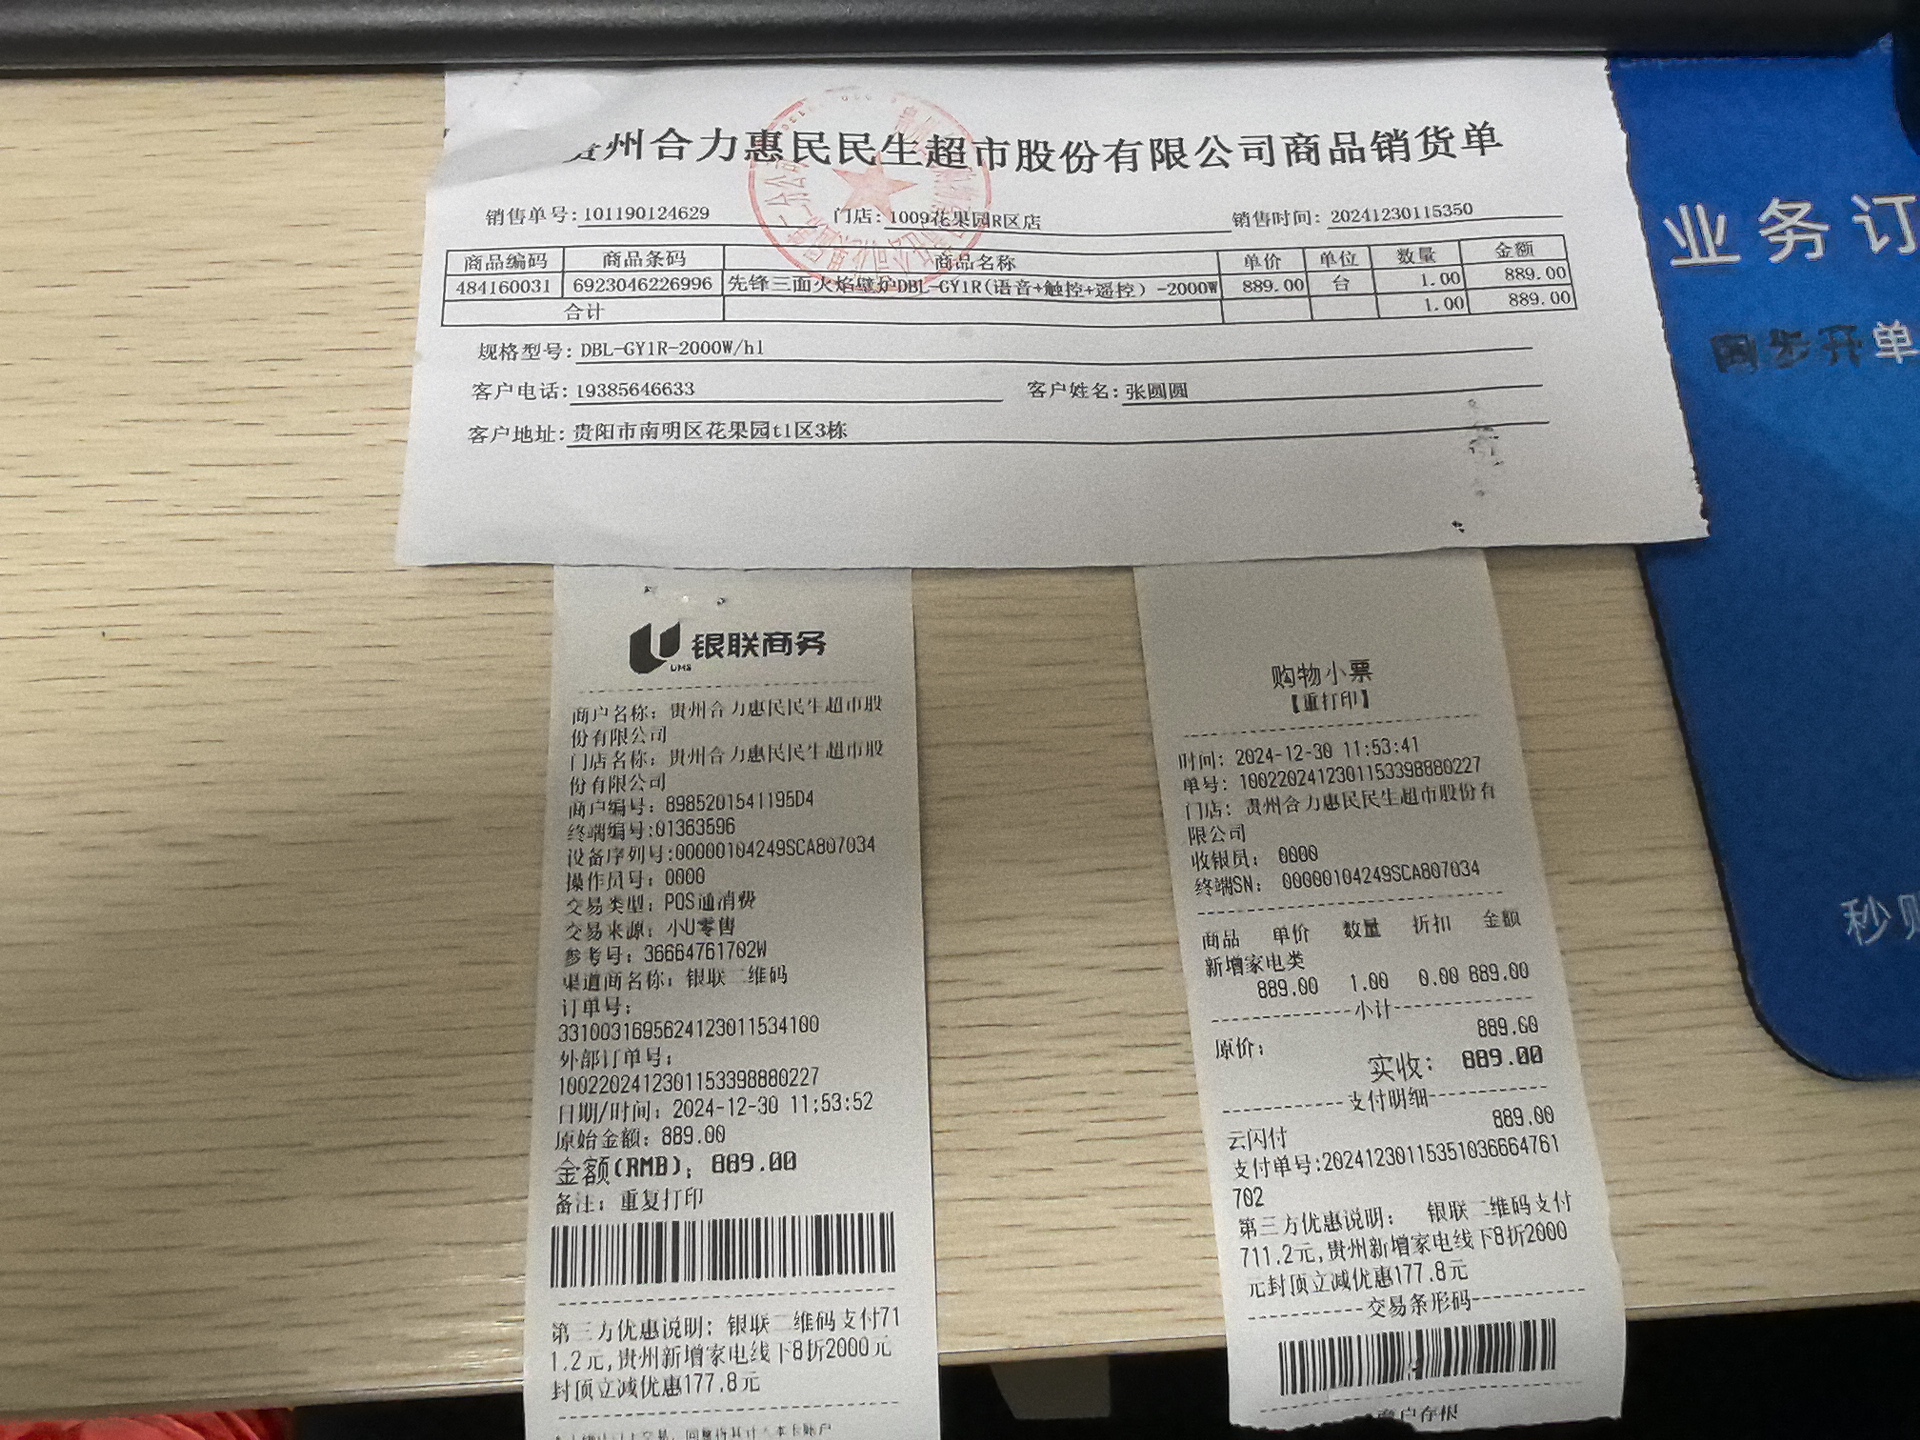 贵州合力惠民民生超市股份有限公司商品销货单
销售单号: 101190124629 门店: 1009花果园R区店 销售时间: 20241230115350
商品编码 商品条码 商品名称 单价 单位 数量 金额
484160031 6923046226996 先锋三面火焰壁炉DBL-GY1R(语音+触控+遥控)-2000W 889.00 台 1.00 889.00
合计 1.00 889.00
规格型号: DBL-GY1R-2000W/h1
客户电话: 19385646633 客户姓名: 张圆圆
客户地址: 贵阳市南明区花果园t1区3栋
银联商务
UMS
商户名称: 贵州合力惠民民生超市股
份有限公司
门店名称: 贵州合力惠民民生超市股
份有限公司
商户编号: 8985201541195D4
终端编号:01363596
设备序列号:00000104249SCA807034
操作员号: 0000
交易类型: POS通消费
交易来源: 小U零售
参考号: 36664761702W
渠道商名称: 银联二维码
订单号:
3310031695624123011534100
外部订单号:
1002202412301153398880227
日期/时间: 2024-12-30 11:53:52
原始金额: 889.00
金额(RMB): 889.00
备注: 重复打印
第三方优惠说明: 银联二维码支付71
1.2元,贵州新增家电线下8折2000元
封顶立减优惠177.8元
购物小票
【重打印】
时间: 2024-12-30 11:53:41
单号: 10022024123011533988880227
门店: 贵州合力惠民民生超市股份有
限公司
收银员: 0000
终端SN: 00000104249SCA807034
商品 单价 数量 折扣 金额
新增家电类
889.00 1.00 0.00 889.00
小计
原价: 889.00
实收: 889.00
支付明细
云闪付 889.00
支付单号:2024123011535103666​4761
702
第三方优惠说明: 银联二维码支付
711.2元,贵州新增家电线下8折2000
元封顶立减优惠177.8元
交易条形码
商户存根
业务订
同步开单
秒贝